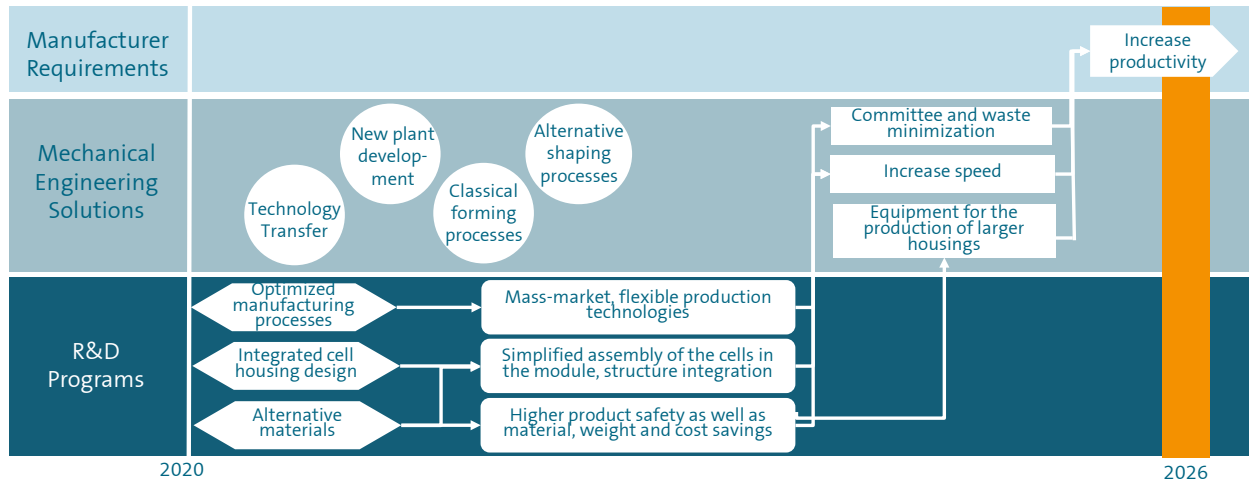 Manufacturer
Requirements
Increase
productivity
Mechanical
Engineering
Solutions
Technology
Transfer
New plant
develop-
ment
Classical
forming
processes
Alternative
shaping
processes
Committee and waste
minimization
Increase speed
Equipment for the
production of larger
housings
R&D
Programs
Optimized
manufacturing
processes
Mass-market, flexible production
technologies
Integrated cell
housing design
Simplified assembly of the cells in
the module, structure integration
Alternative
materials
Higher product safety as well as
material, weight and cost savings
2020
2026